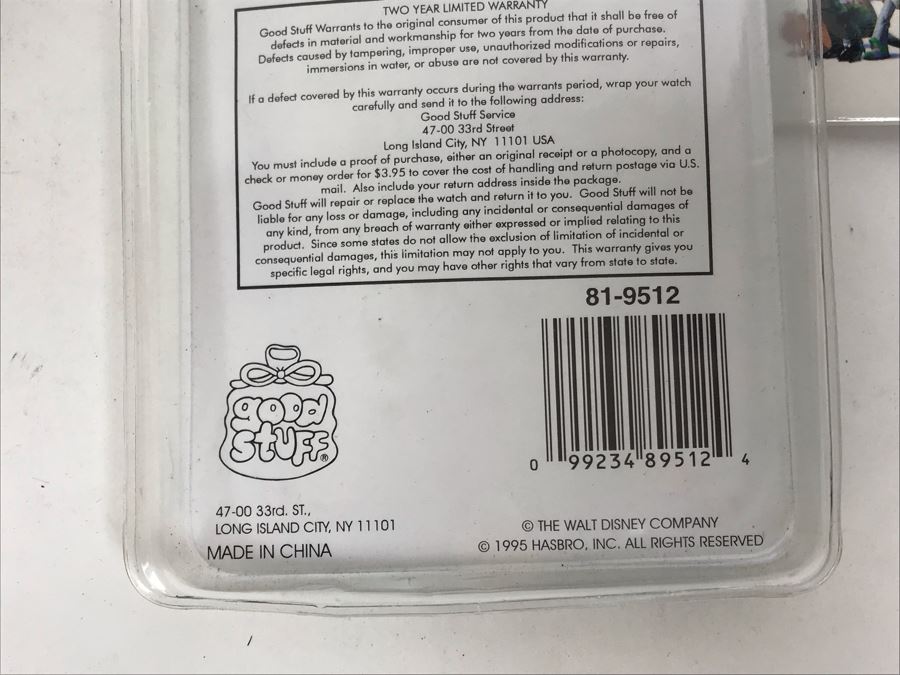 TWO YEAR LIMITED WARRANTY
Good Stuff Warrants to the original consumer of this product that it shall be free of
defects in material and workmanship for two years from the date of purchase.
Defects caused by tampering, improper use, unauthorized modifications or repairs,
immersions in water, or abuse are not covered by this warranty.
If a defect covered by this warranty occurs during the warrants period, wrap your watch
carefully and send it to the following address:
Good Stuff Service
47-00 33rd Street
Long Island City, NY 11101 USA
You must include a proof of purchase, either an original receipt or a photocopy, and a
check or money order for $3.95 to cover the cost of handling and return postage via U.S.
mail. Also include your return address inside the package.
Good Stuff will repair or replace the watch and return it to you. Good Stuff will not be
liable for any loss or damage, including any incidental or consequential damages of
any kind, from any breach of warranty either expressed or implied relating to this
product. Since some states do not allow the exclusion of limitation of incidental or
consequential damages, this limitation may not apply to you. This warranty gives you
specific legal rights, and you may have other rights that vary from state to state.
81-9512
0 99234 89512 4
good
stuff®
47-00 33rd. ST.,
LONG ISLAND CITY, NY 11101
MADE IN CHINA
© THE WALT DISNEY COMPANY
© 1995 HASBRO, INC. ALL RIGHTS RESERVED